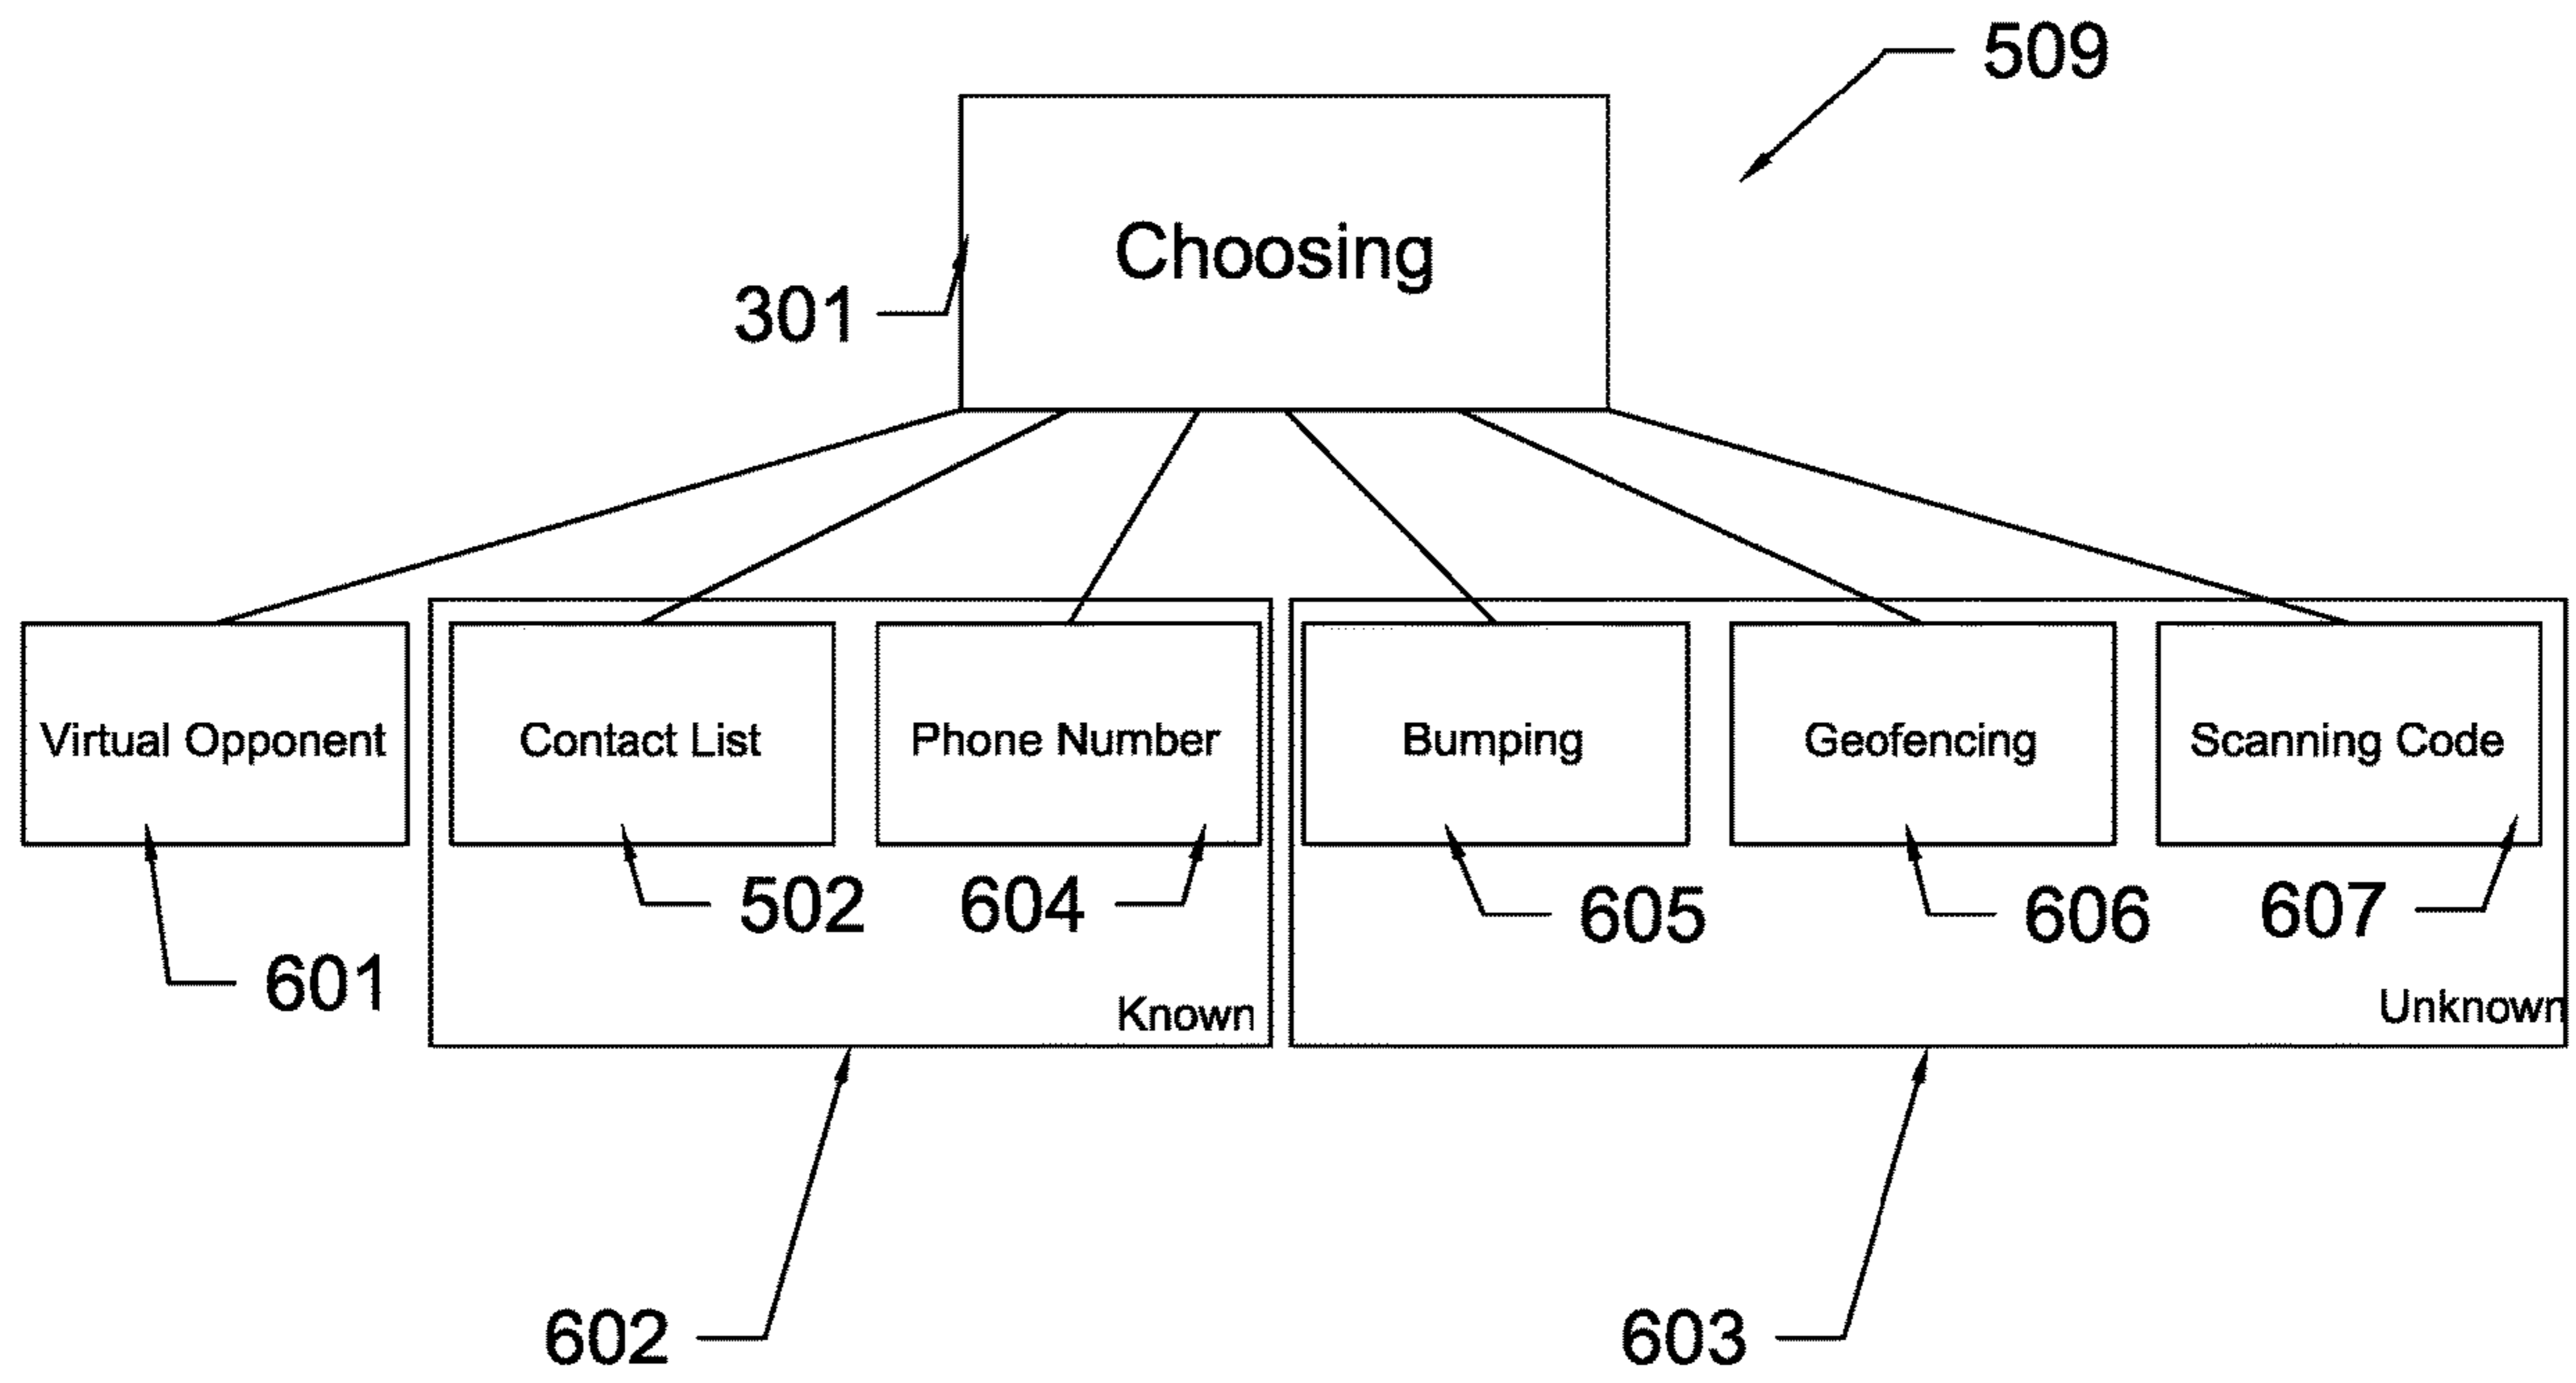 509
Choosing
301
Virtual Opponent
Contact List
Phone Number
Bumping
Geofencing
Scanning Code
502
604
605
606
607
601
Known
Unknown
602
603